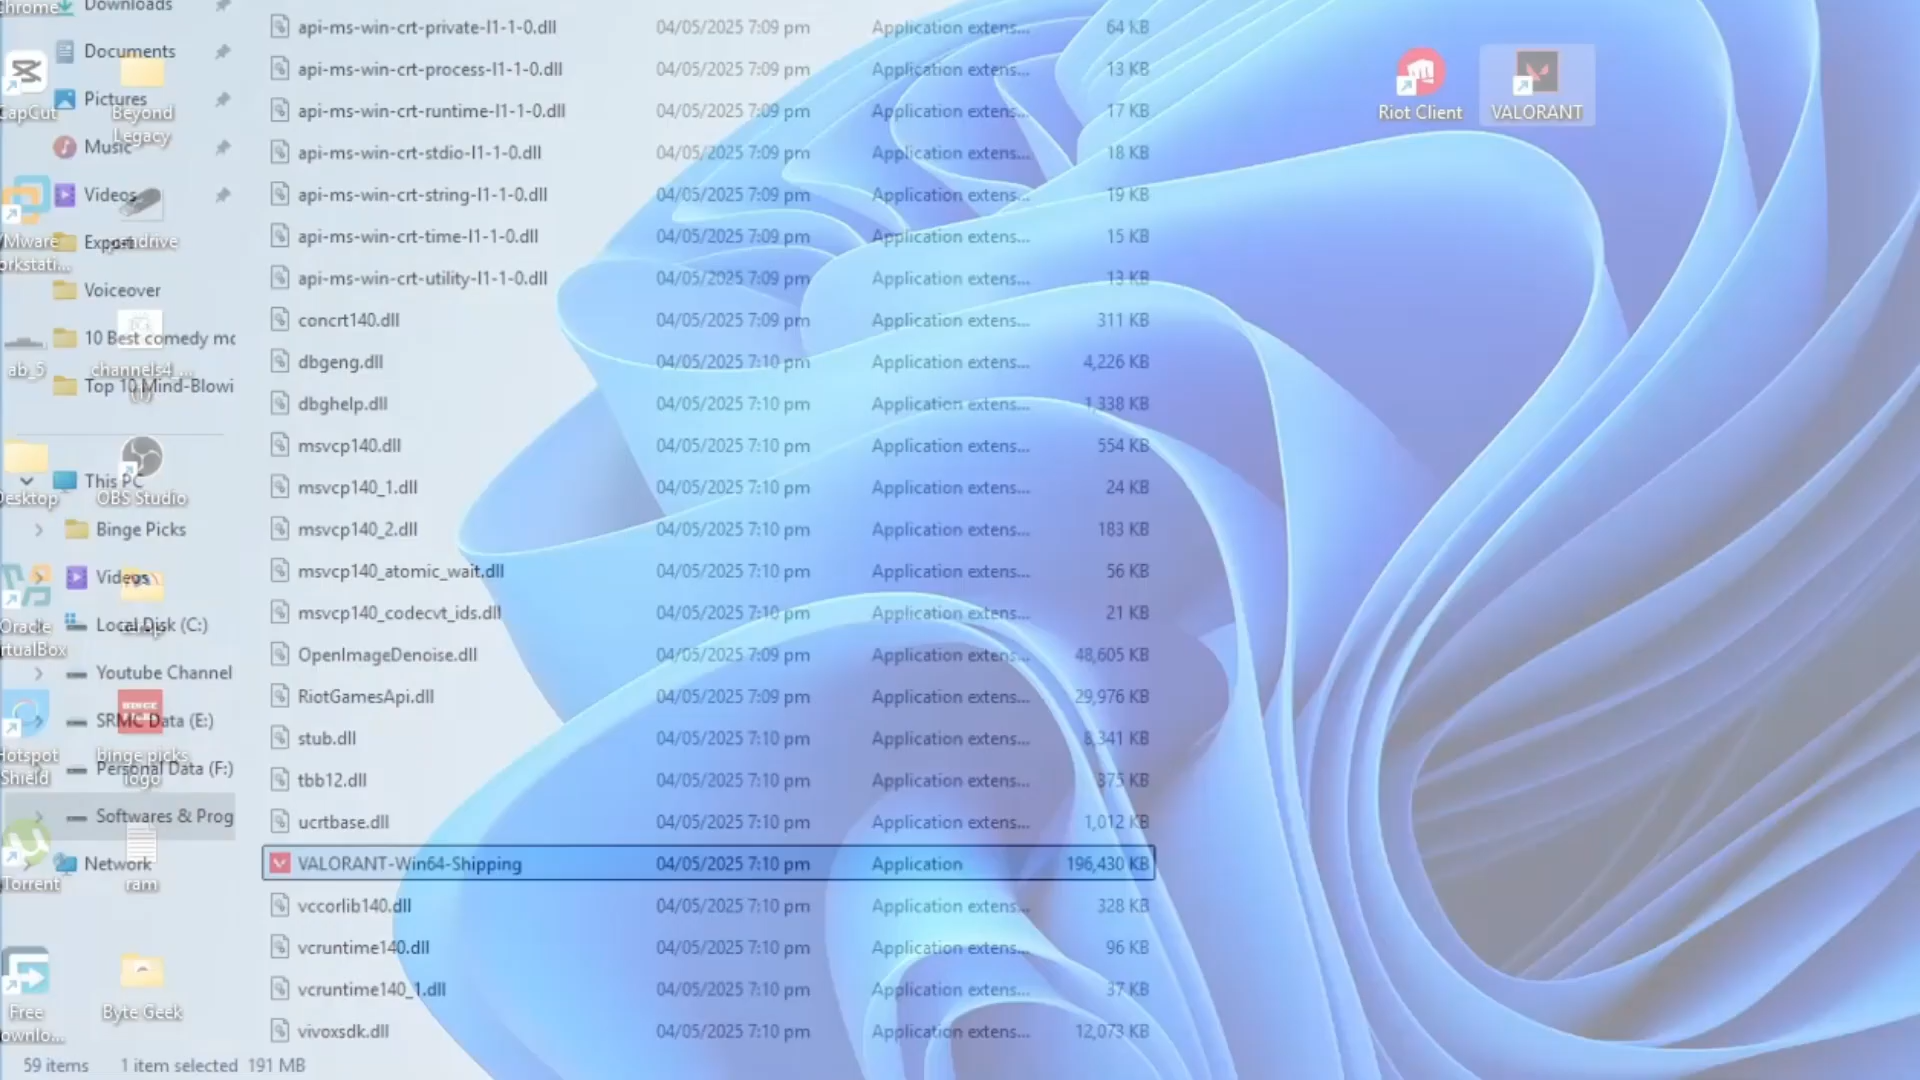 Chrome
Downloads
Documents
CapCut
Pictures
Beyond
Legacy
Music
Videos
Export
VMware
Voiceover
10 Best comedy mo
ab_5
channels4_...
(1)
Top 10 Mind-Blowi
This PC
Desktop
OBS Studio
Binge Picks
Videos
Local Disk (C:)
Oracle
VirtualBox
Youtube Channel
SRMC Data (E:)
Hotspot
Shield
binge picks
logo
Personal Data (F:)
Softwares & Prog
Network
Torrent
ram
Free
Byte Geek
59 items 1 item selected 191 MB
api-ms-win-crt-private-l1-1-0.dll 04/05/2025 7:09 pm Application extens... 64 KB
api-ms-win-crt-process-l1-1-0.dll 04/05/2025 7:09 pm Application extens... 13 KB
api-ms-win-crt-runtime-l1-1-0.dll 04/05/2025 7:09 pm Application extens... 17 KB
api-ms-win-crt-stdio-l1-1-0.dll 04/05/2025 7:09 pm Application extens... 18 KB
api-ms-win-crt-string-l1-1-0.dll 04/05/2025 7:09 pm Application extens... 19 KB
api-ms-win-crt-time-l1-1-0.dll 04/05/2025 7:09 pm Application extens... 15 KB
api-ms-win-crt-utility-l1-1-0.dll 04/05/2025 7:09 pm Application extens... 13 KB
concrt140.dll 04/05/2025 7:09 pm Application extens... 311 KB
dbgeng.dll 04/05/2025 7:10 pm Application extens... 4,226 KB
dbghelp.dll 04/05/2025 7:10 pm Application extens... 1,338 KB
msvcp140.dll 04/05/2025 7:10 pm Application extens... 554 KB
msvcp140_1.dll 04/05/2025 7:10 pm Application extens... 24 KB
msvcp140_2.dll 04/05/2025 7:10 pm Application extens... 183 KB
msvcp140_atomic_wait.dll 04/05/2025 7:10 pm Application extens... 56 KB
msvcp140_codecvt_ids.dll 04/05/2025 7:10 pm Application extens... 21 KB
OpenImageDenoise.dll 04/05/2025 7:09 pm Application extens... 48,605 KB
RiotGamesApi.dll 04/05/2025 7:09 pm Application extens... 29,976 KB
stub.dll 04/05/2025 7:10 pm Application extens... 8,341 KB
tbb12.dll 04/05/2025 7:10 pm Application extens... 375 KB
ucrtbase.dll 04/05/2025 7:10 pm Application extens... 1,012 KB
VALORANT-Win64-Shipping 04/05/2025 7:10 pm Application 196,430 KB
vccorlib140.dll 04/05/2025 7:10 pm Application extens... 328 KB
vcruntime140.dll 04/05/2025 7:10 pm Application extens... 96 KB
vcruntime140_1.dll 04/05/2025 7:10 pm Application extens... 37 KB
vivoxsdk.dll 04/05/2025 7:10 pm Application extens... 12,073 KB
Riot Client
VALORANT